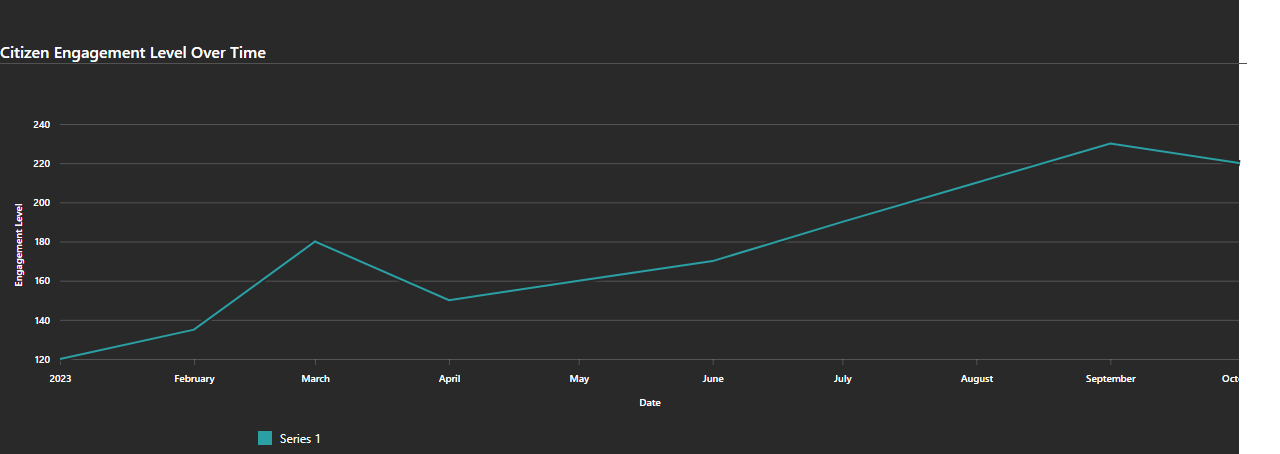 Citizen Engagement Level Over Time
240
220
200
180
160
140
120
Engagement Level
2023 February March April May June July August September Octo
Date
Series 1